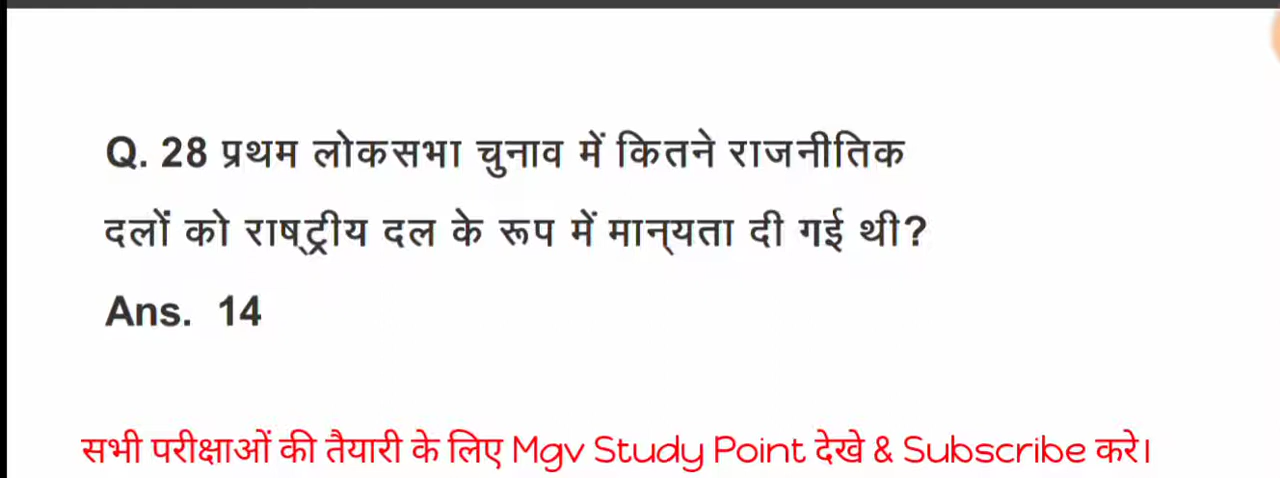 Q. 28 प्रथम लोकसभा चुनाव में कितने राजनीतिक
दलों को राष्ट्रीय दल के रूप में मान्यता दी गई थी?
Ans. 14
सभी परीक्षाओं की तैयारी के लिए Mgv Study Point देखे & Subscribe करे।